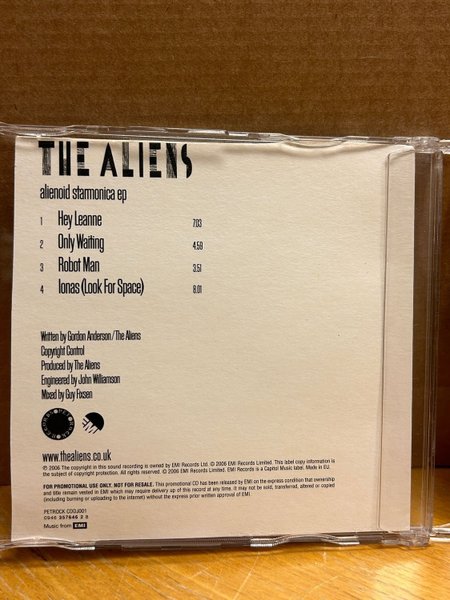 THE ALIENS
alienoid starmonica ep
1 Hey Leanne 7.03
2 Only Waiting 4.59
3 Robot Man 3.51
4 Ionas (Look For Space) 8.01
Written by Gordon Anderson/The Aliens
Copyright Control
Produced by The Aliens
Engineered by John Williamson
Mixed by Guy Fixsen
EMI
www.thealiens.co.uk
℗ 2006 The copyright in this sound recording is owned by EMI Records Ltd. © 2006 EMI Records Limited. This label copy information is
the subject of copyright protection. All rights reserved. © 2006 EMI Records Limited. EMI Records is a Capitol Music label. Made in EU.
FOR PROMOTIONAL USE ONLY. NOT FOR RESALE. This promotional CD has been released by EMI on the express condition that ownership
and title remain vested in EMI which may require delivery up of this record at any time. It may not be sold, transferred, altered or copied
(including burning or uploading to the internet) without the express prior written approval of EMI.
PETROCK CDDJ001
0946 357645 2 8
Music from EMI